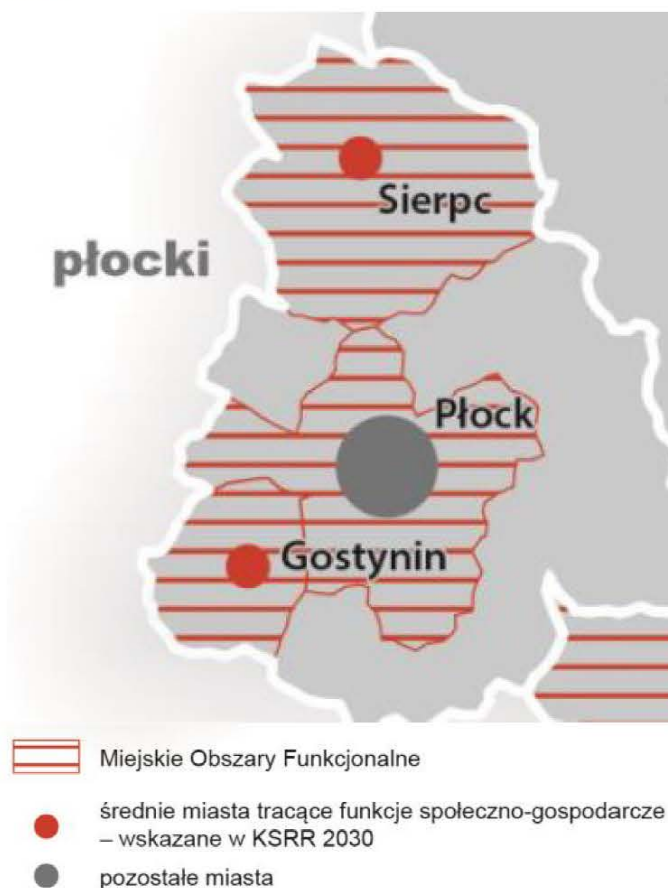 Sierpc
płocki
Płock
Gostynin
Miejskie Obszary Funkcjonalne
średnie miasta tracące funkcje społeczno-gospodarcze
– wskazane w KSRR 2030
pozostałe miasta